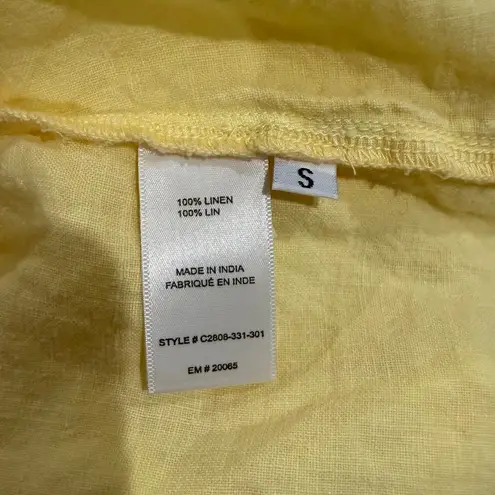 100% LINEN
100% LIN
S
MADE IN INDIA
FABRIQUÉ EN INDE
STYLE # C2808-331-301
EM # 20065